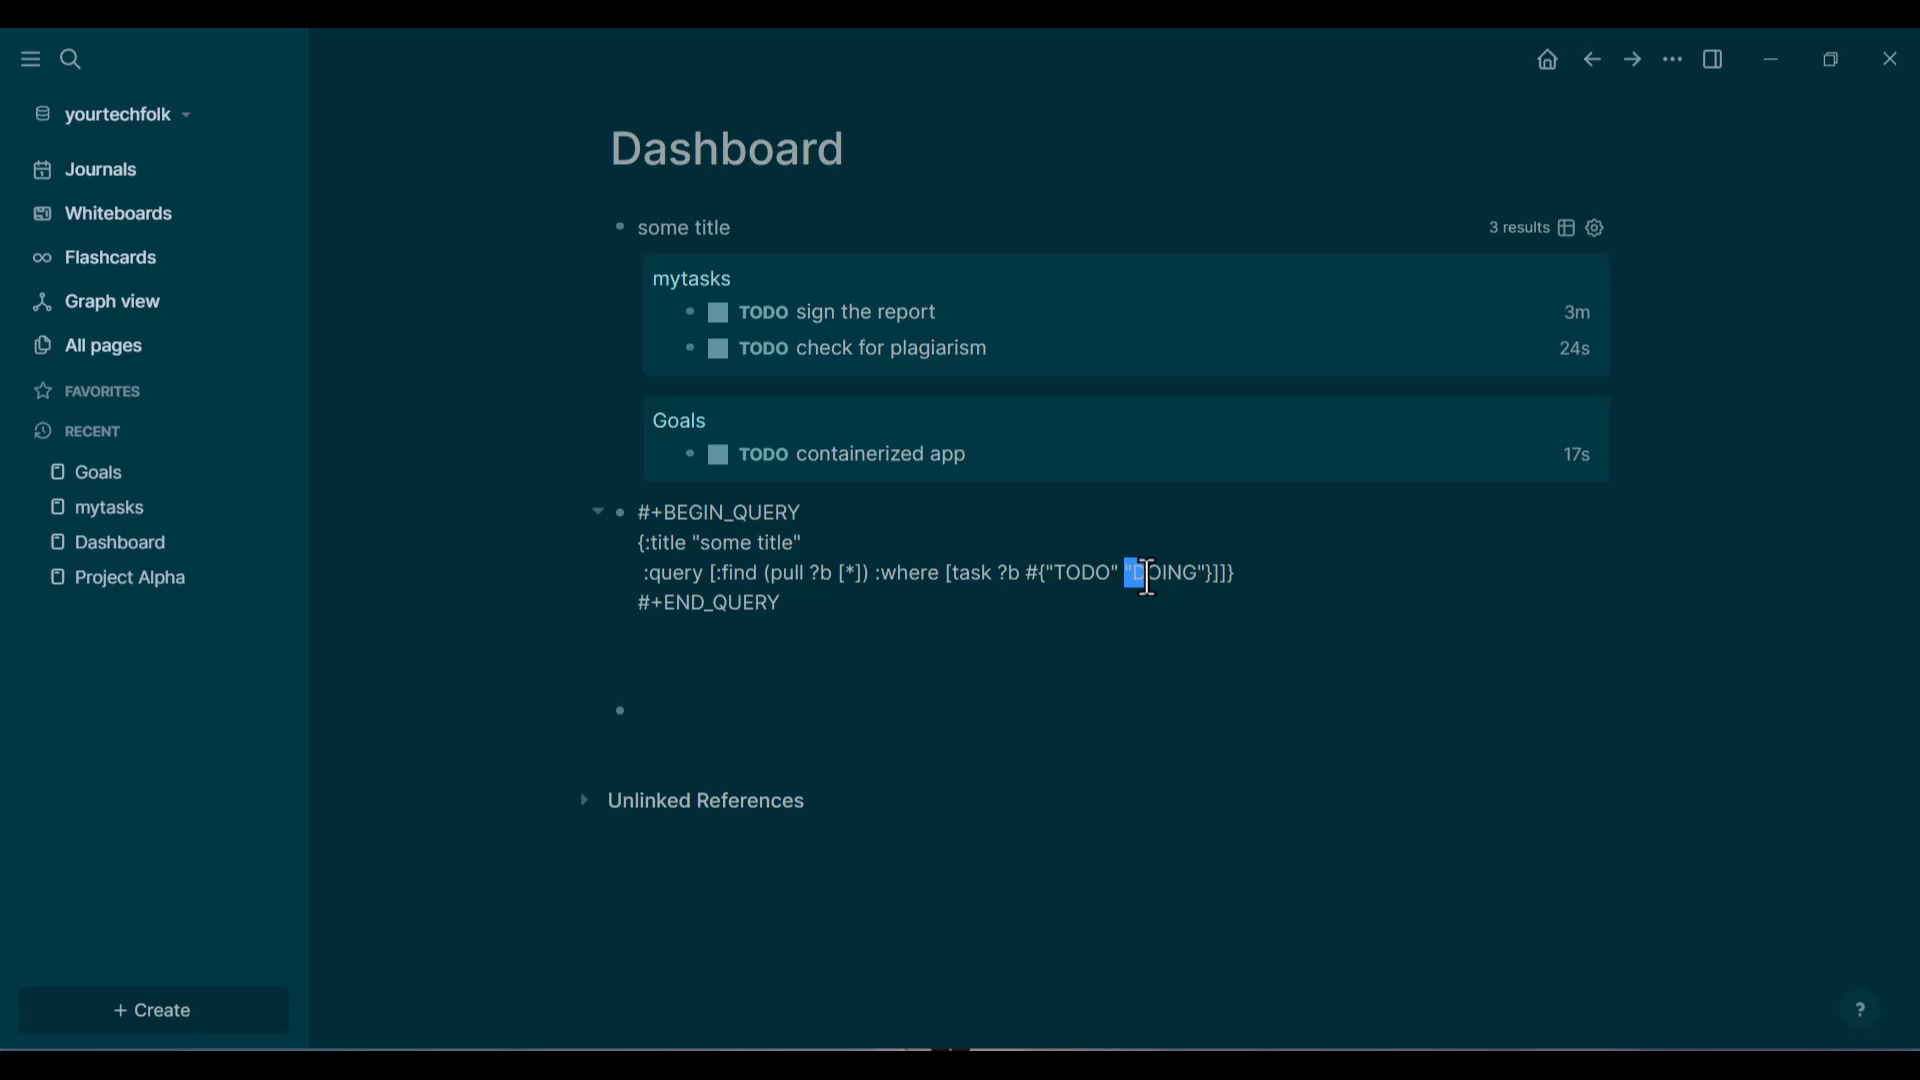 yourtechfolk
Journals
Whiteboards
Flashcards
Graph view
All pages
FAVORITES
RECENT
Goals
mytasks
Dashboard
Project Alpha
+ Create
Dashboard
some title
3 results
mytasks
TODO sign the report 3m
TODO check for plagiarism 24s
Goals
TODO containerized app 17s
#+BEGIN_QUERY
{:title "some title"
:query [:find (pull ?b [*]) :where [task ?b #{"TODO" "DOING"}]]}
#+END_QUERY
Unlinked References
?